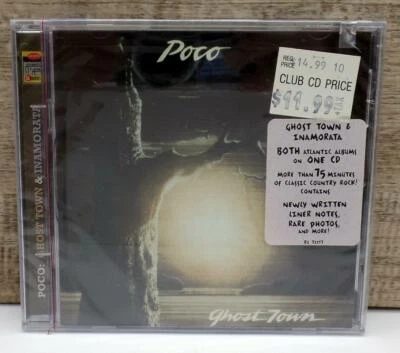 Poco
REG.
PRICE 14.99 10
CLUB CD PRICE
$11.99
+TAX
GHOST TOWN &
INAMORATA
BOTH ATLANTIC ALBUMS
ON ONE CD
MORE THAN 75 MINUTES
OF CLASSIC COUNTRY ROCK!
CONTAINS
NEWLY WRITTEN
LINER NOTES,
RARE PHOTOS,
AND MORE!
Ghost Town
POCO: GHOST TOWN & INAMORATA